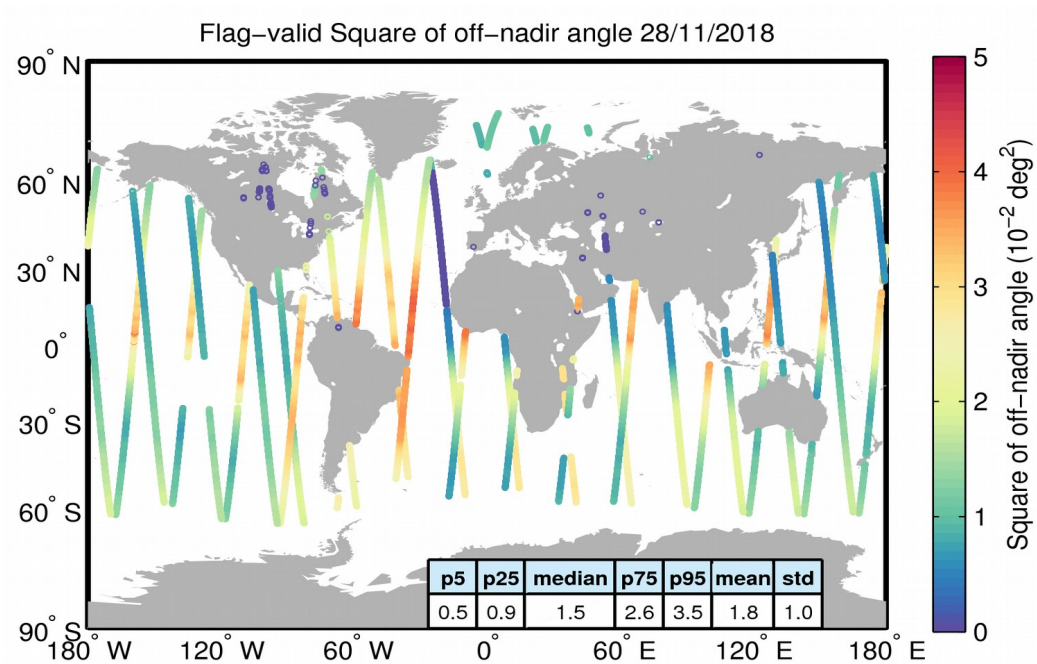 Flag−valid Square of off−nadir angle 28/11/2018
90° N
60° N
30° N
0°
30° S
60° S
90° S
180° W
120° W
60° W
0°
60° E
120° E
180° E
5
4
3
2
1
0
Square of off−nadir angle (10⁻² deg²)
p5 p25 median p75 p95 mean std
0.5 0.9 1.5 2.6 3.5 1.8 1.0